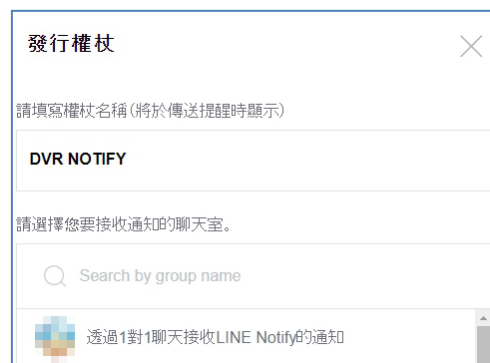 發行權杖
請填寫權杖名稱(將於傳送提醒時顯示)
DVR NOTIFY
請選擇您要接收通知的聊天室。
Search by group name
透過1對1聊天接收LINE Notify的通知